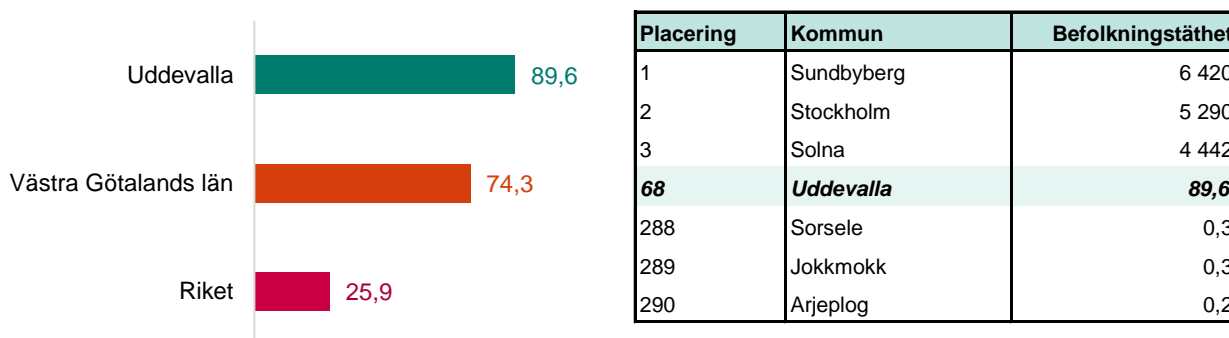 Uddevalla 89,6
Västra Götalands län 74,3
Riket 25,9
Placering Kommun Befolkningstäthet
1 Sundbyberg 6 420
2 Stockholm 5 290
3 Solna 4 442
68 Uddevalla 89,6
288 Sorsele 0,3
289 Jokkmokk 0,3
290 Arjeplog 0,2